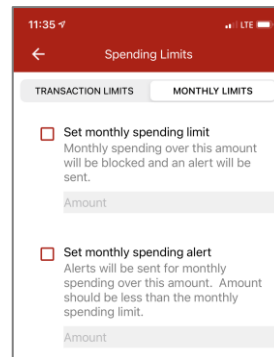 11:35
LTE
Spending Limits
TRANSACTION LIMITS MONTHLY LIMITS
Set monthly spending limit
Monthly spending over this amount
will be blocked and an alert will be
sent.
Amount
Set monthly spending alert
Alerts will be sent for monthly
spending over this amount. Amount
should be less than the monthly
spending limit.
Amount